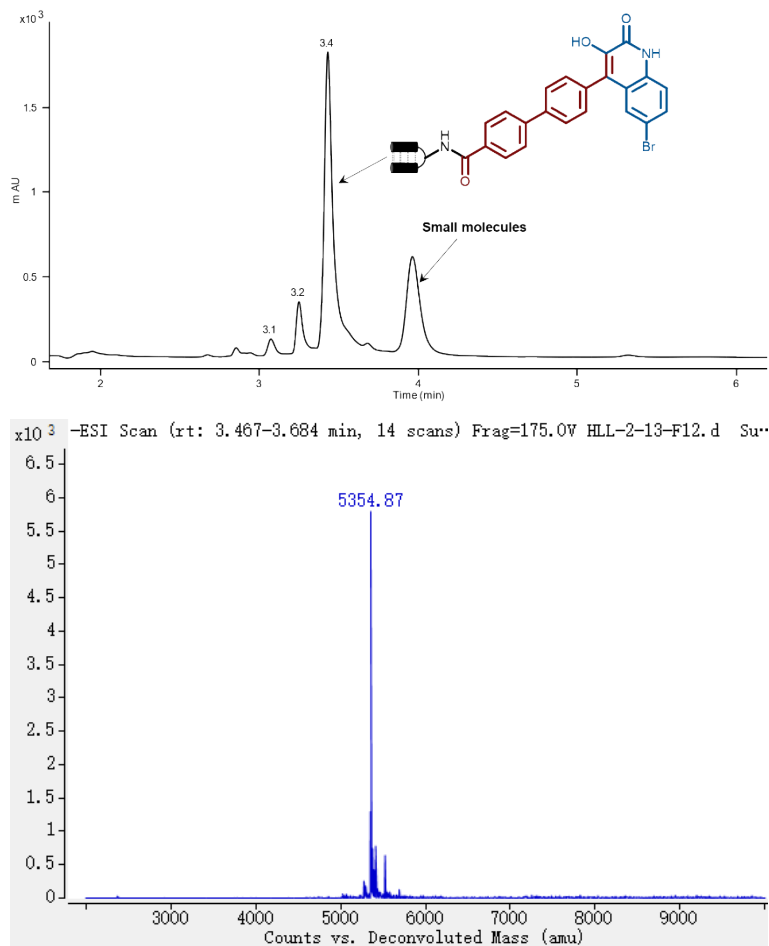 x10³
3.4
1.5
1
0.5
0
m AU
3.2
3.1
Small molecules
2
3
4
5
6
Time (min)
HO
O
NH
Br
H
N
O
x10 3 -ESI Scan (rt: 3.467-3.684 min, 14 scans) Frag=175.0V HLL-2-13-F12.d Su··
6.5
6
5.5
5
4.5
4
3.5
3
2.5
2
1.5
1
0.5
0
5354.87
3000 4000 5000 6000 7000 8000 9000
Counts vs. Deconvoluted Mass (amu)